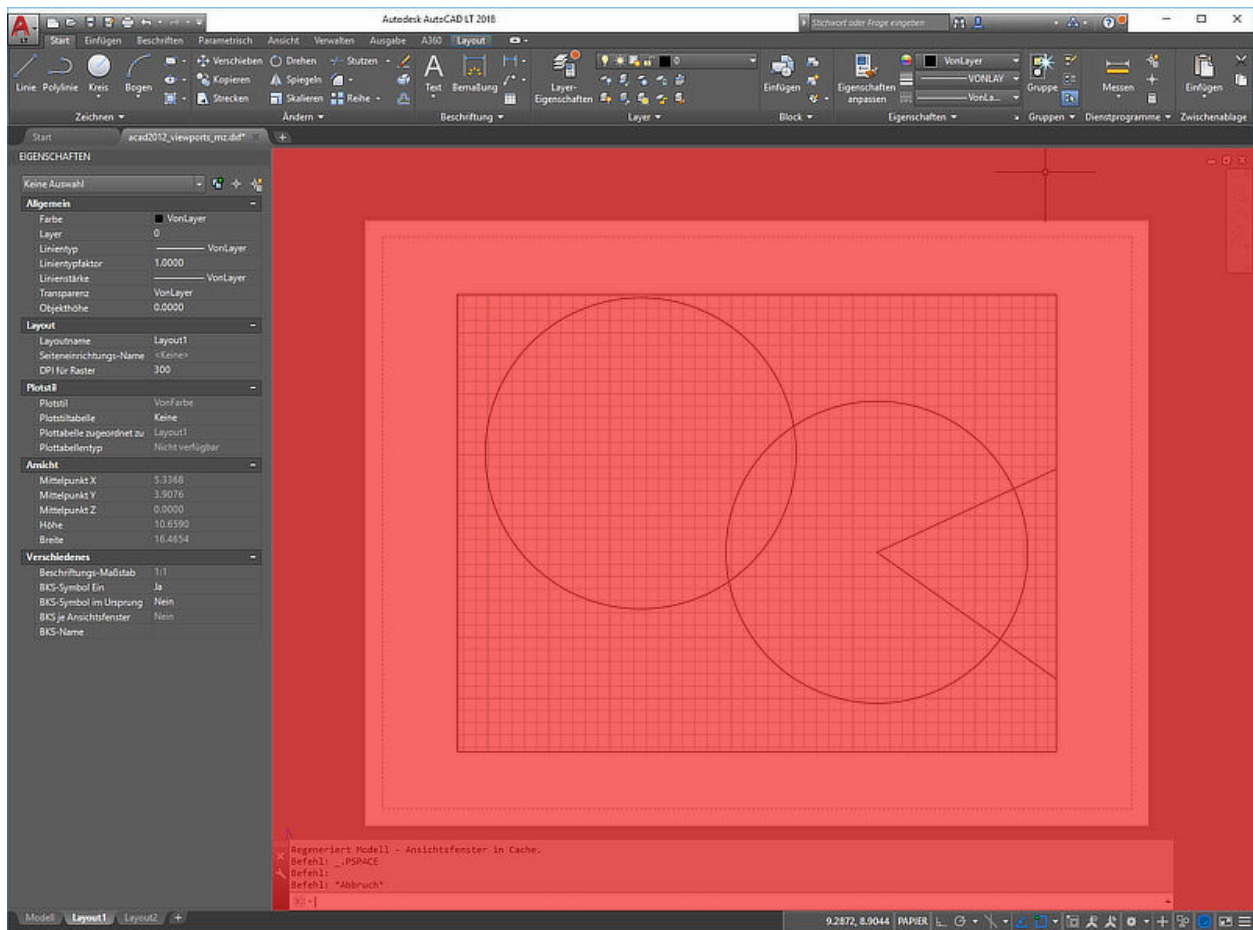 Autodesk AutoCAD LT 2018
Stichwort oder Frage eingeben
Start Einfügen Beschriften Parametrisch Ansicht Verwalten Ausgabe A360 Layout
Linie Polylinie Kreis Bogen
Verschieben Drehen Stutzen
Kopieren Spiegeln
Strecken Skalieren Reihe
Text Bemaßung
Layer-Eigenschaften
0
Einfügen
Eigenschaften anpassen
VonLayer
VONLAY
VonLa...
Gruppe
Messen
Einfügen
Zeichnen Ändern Beschriftung Layer Block Eigenschaften Gruppen Dienstprogramme Zwischenablage
Start acad2012_viewports_mz.dxf*
EIGENSCHAFTEN
Keine Auswahl
Allgemein
Farbe VonLayer
Layer 0
Linientyp VonLayer
Linientypfaktor 1.0000
Linienstärke VonLayer
Transparenz VonLayer
Objekthöhe 0.0000
Layout
Layoutname Layout1
Seiteneinrichtungs-Name <Keine>
DPI für Raster 300
Plotstil
Plotstil VonFarbe
Plotstiltabelle Keine
Plottabelle zugeordnet zu Layout1
Plottabellentyp Nicht verfügbar
Ansicht
Mittelpunkt X 5.3368
Mittelpunkt Y 3.9076
Mittelpunkt Z 0.0000
Höhe 10.6590
Breite 16.4654
Verschiedenes
Beschriftungs-Maßstab 1:1
BKS-Symbol Ein Ja
BKS-Symbol im Ursprung Nein
BKS je Ansichtsfenster Nein
BKS-Name
Regeneriert Modell - Ansichtsfenster in Cache.
Befehl: _.PSPACE
Befehl:
Befehl: *Abbruch*
Modell Layout1 Layout2 +
9.2872, 8.9044 PAPIER